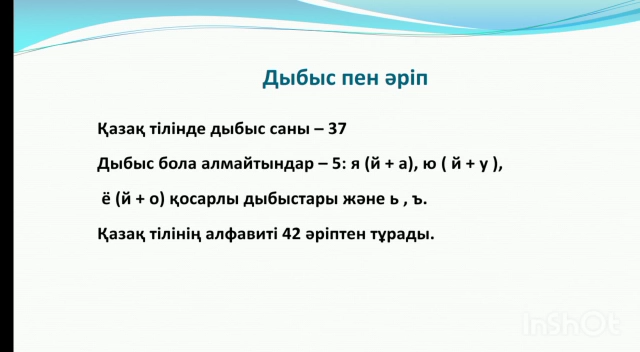 Дыбыс пен әріп
Қазақ тілінде дыбыс саны – 37
Дыбыс бола алмайтындар – 5: я (й + а), ю ( й + у ),
ё (й + о) қосарлы дыбыстары және ь , ъ.
Қазақ тілінің алфавиті 42 әріптен тұрады.
InShOt